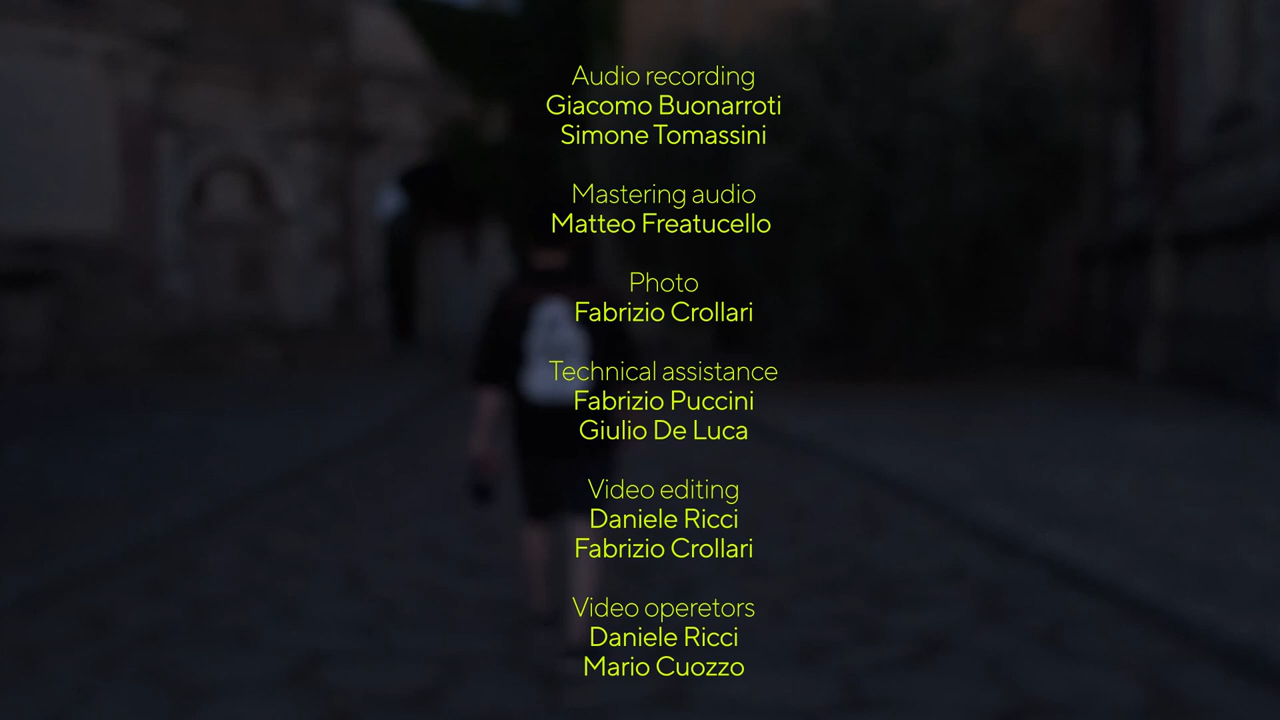 Audio recording
Giacomo Buonarroti
Simone Tomassini
Mastering audio
Matteo Freatucello
Photo
Fabrizio Crollari
Technical assistance
Fabrizio Puccini
Giulio De Luca
Video editing
Daniele Ricci
Fabrizio Crollari
Video operetors
Daniele Ricci
Mario Cuozzo